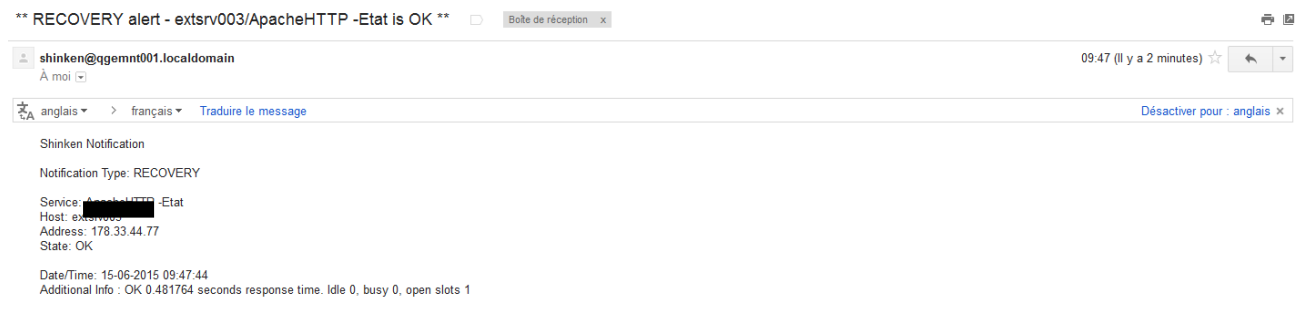 ** RECOVERY alert - extsrv003/ApacheHTTP -Etat is OK **
Boîte de réception x
shinken@qgemnt001.localdomain
09:47 (Il y a 2 minutes)
À moi
anglais > français Traduire le message
Désactiver pour : anglais ×
Shinken Notification
Notification Type: RECOVERY
Service: -Etat
Host:
Address: 178.33.44.77
State: OK
Date/Time: 15-06-2015 09:47:44
Additional Info : OK 0.481764 seconds response time. Idle 0, busy 0, open slots 1